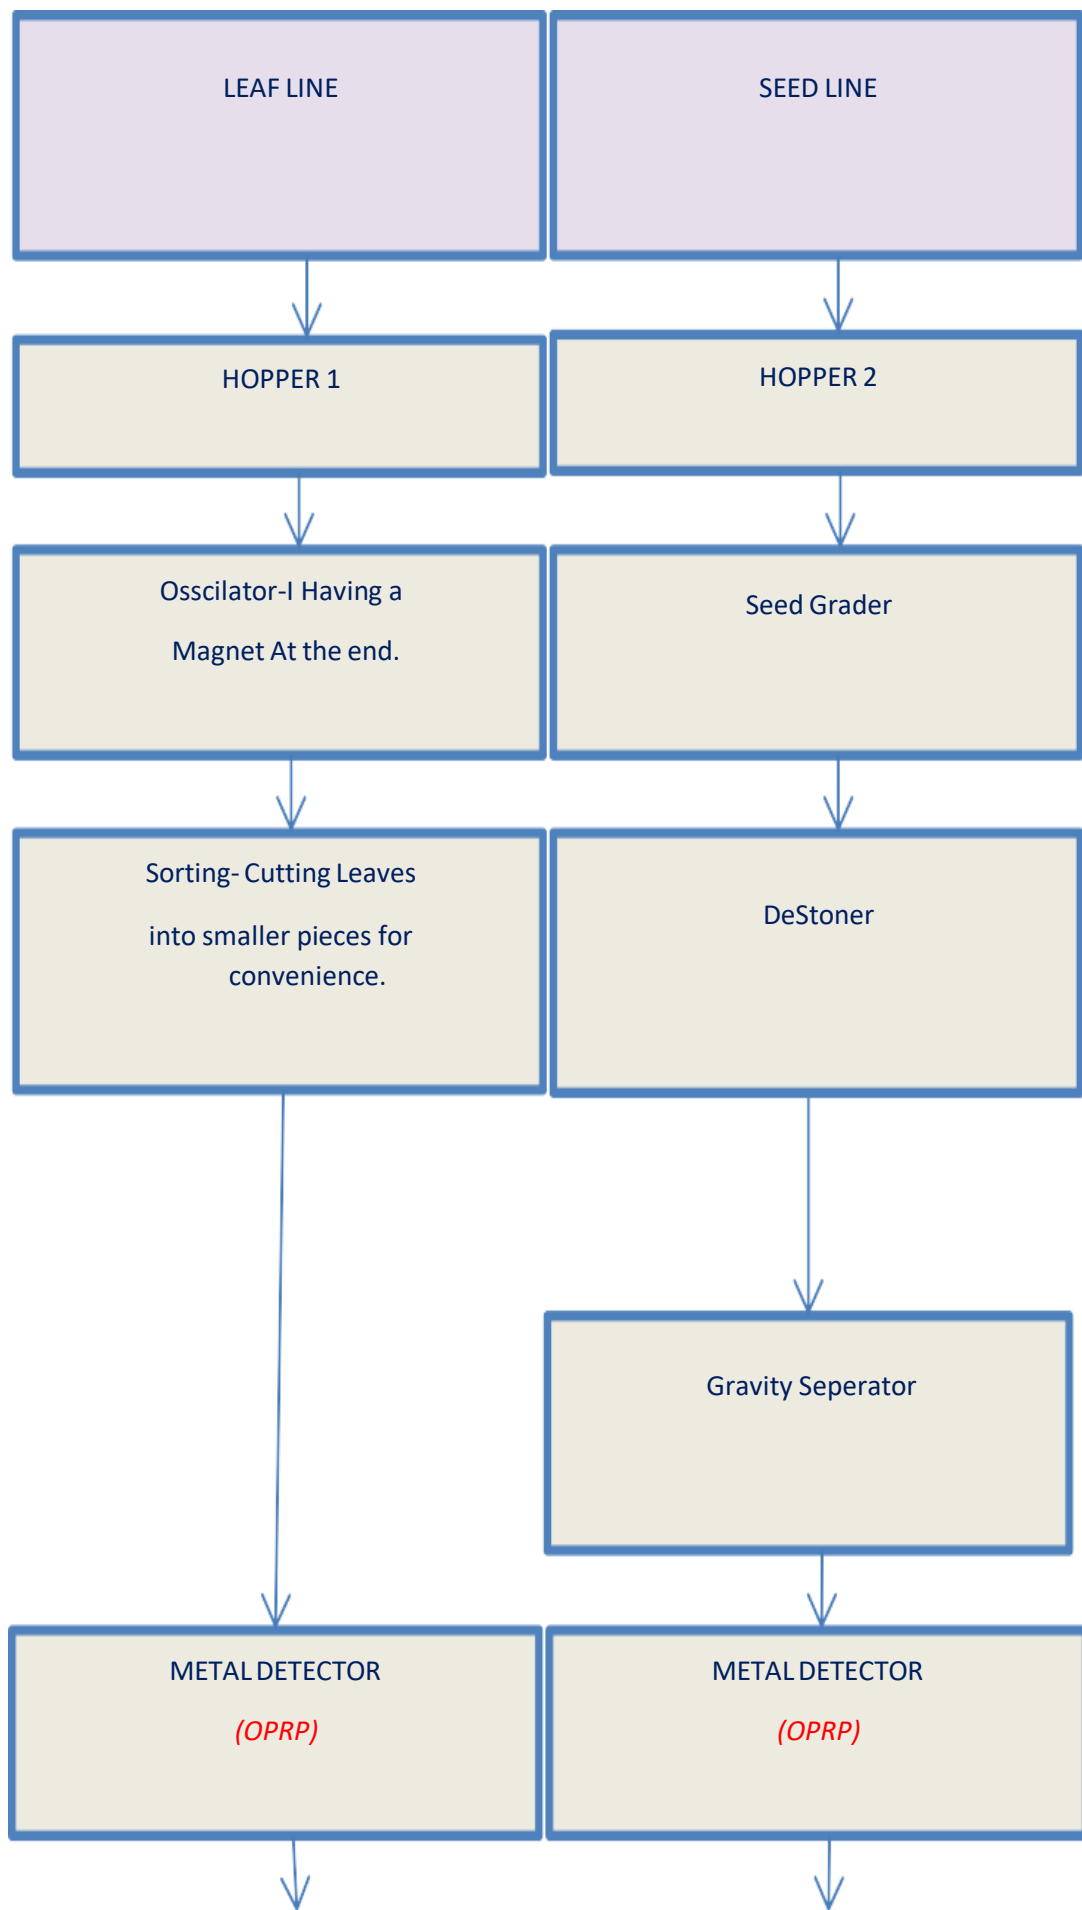 LEAF LINE
SEED LINE
HOPPER 1
HOPPER 2
Osscilator-I Having a
Magnet At the end.
Seed Grader
Sorting- Cutting Leaves
into smaller pieces for
convenience.
DeStoner
Gravity Seperator
METAL DETECTOR
(OPRP)
METAL DETECTOR
(OPRP)